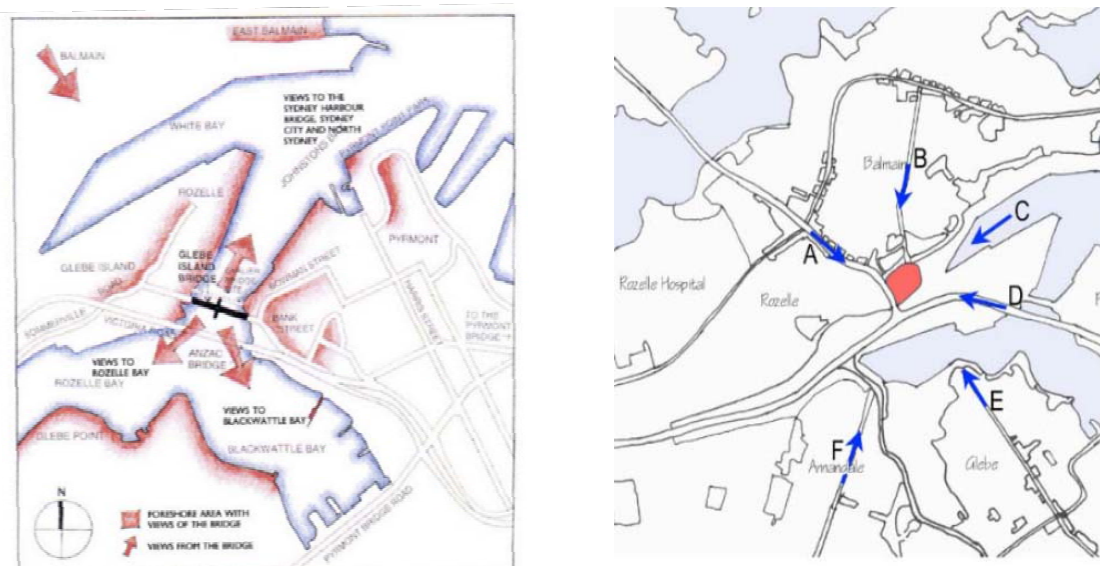 EAST BALMAIN
BALMAIN
VIEWS TO THE
SYDNEY HARBOUR
BRIDGE, SYDNEY
CITY AND NORTH
SYDNEY
WHITE BAY
JOHNSTONS
ROZELLE
PYRMONT
GLEBE
ISLAND
BRIDGE
GLEBE ISLAND
ROAD
BOWMAN STREET
HARRIS STREET
BANK
STREET
TO THE
PYRMONT
BRIDGE
SOMMERVILLE
VICTORIA ROAD
ANZAC
BRIDGE
VIEWS TO
ROZELLE BAY
ROZELLE BAY
VIEWS TO
BLACKWATTLE BAY
GLEBE POINT
BLACKWATTLE BAY
N
FORESHORE AREA WITH
VIEWS OF THE BRIDGE
VIEWS FROM THE BRIDGE
PYRMONT BRIDGE ROAD
Balmain
B
C
A
Rozelle Hospital
Rozelle
D
E
F
Annandale
Glebe